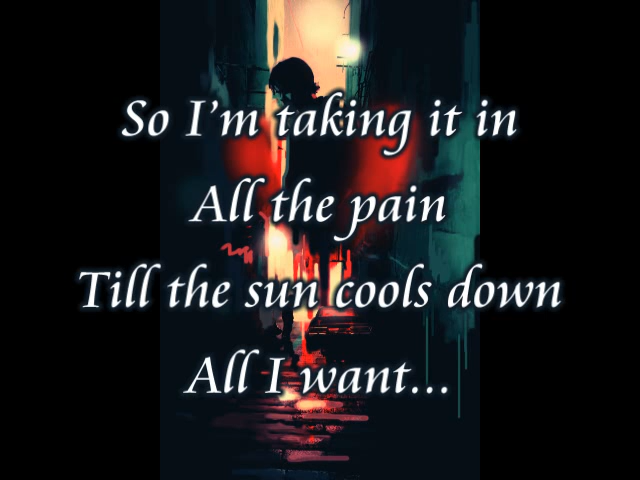 So I'm taking it in
All the pain
Till the sun cools down
All I want...